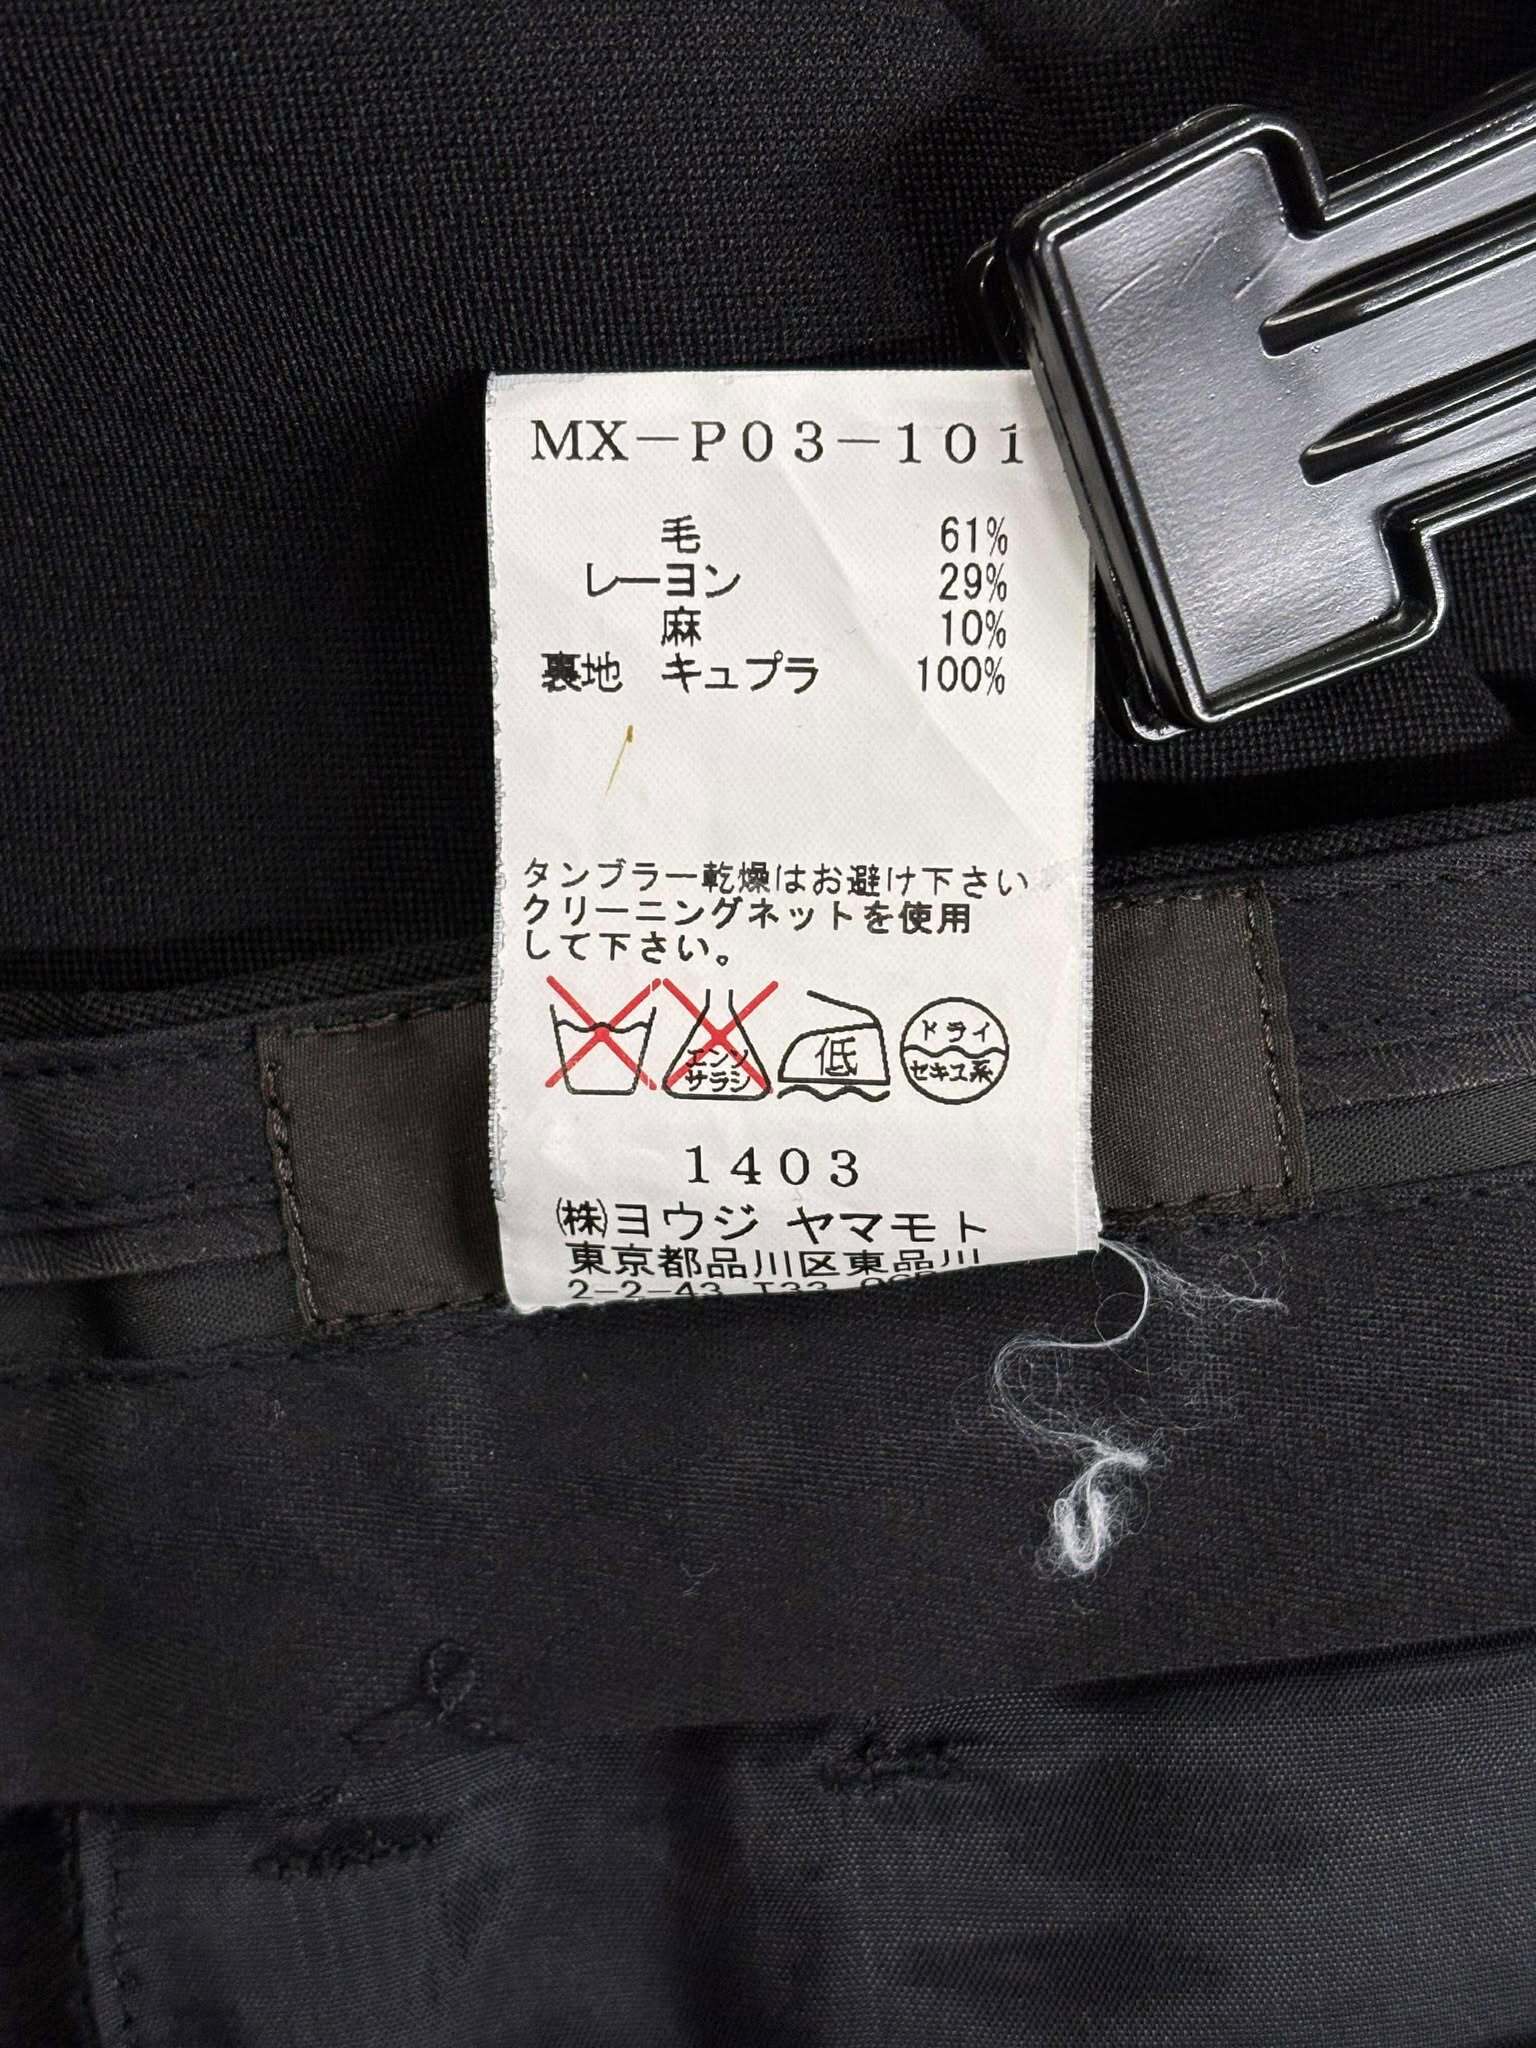 MX-P03-101
毛 61%
レーヨン 29%
麻 10%
裏地 キュプラ 100%
タンブラー乾燥はお避け下さい
クリーニングネットを使用
して下さい。
エンソ
サラシ
低
ドライ
セキユ系
1403
㈱ヨウジ ヤマモト
東京都品川区東品川
2-2-43